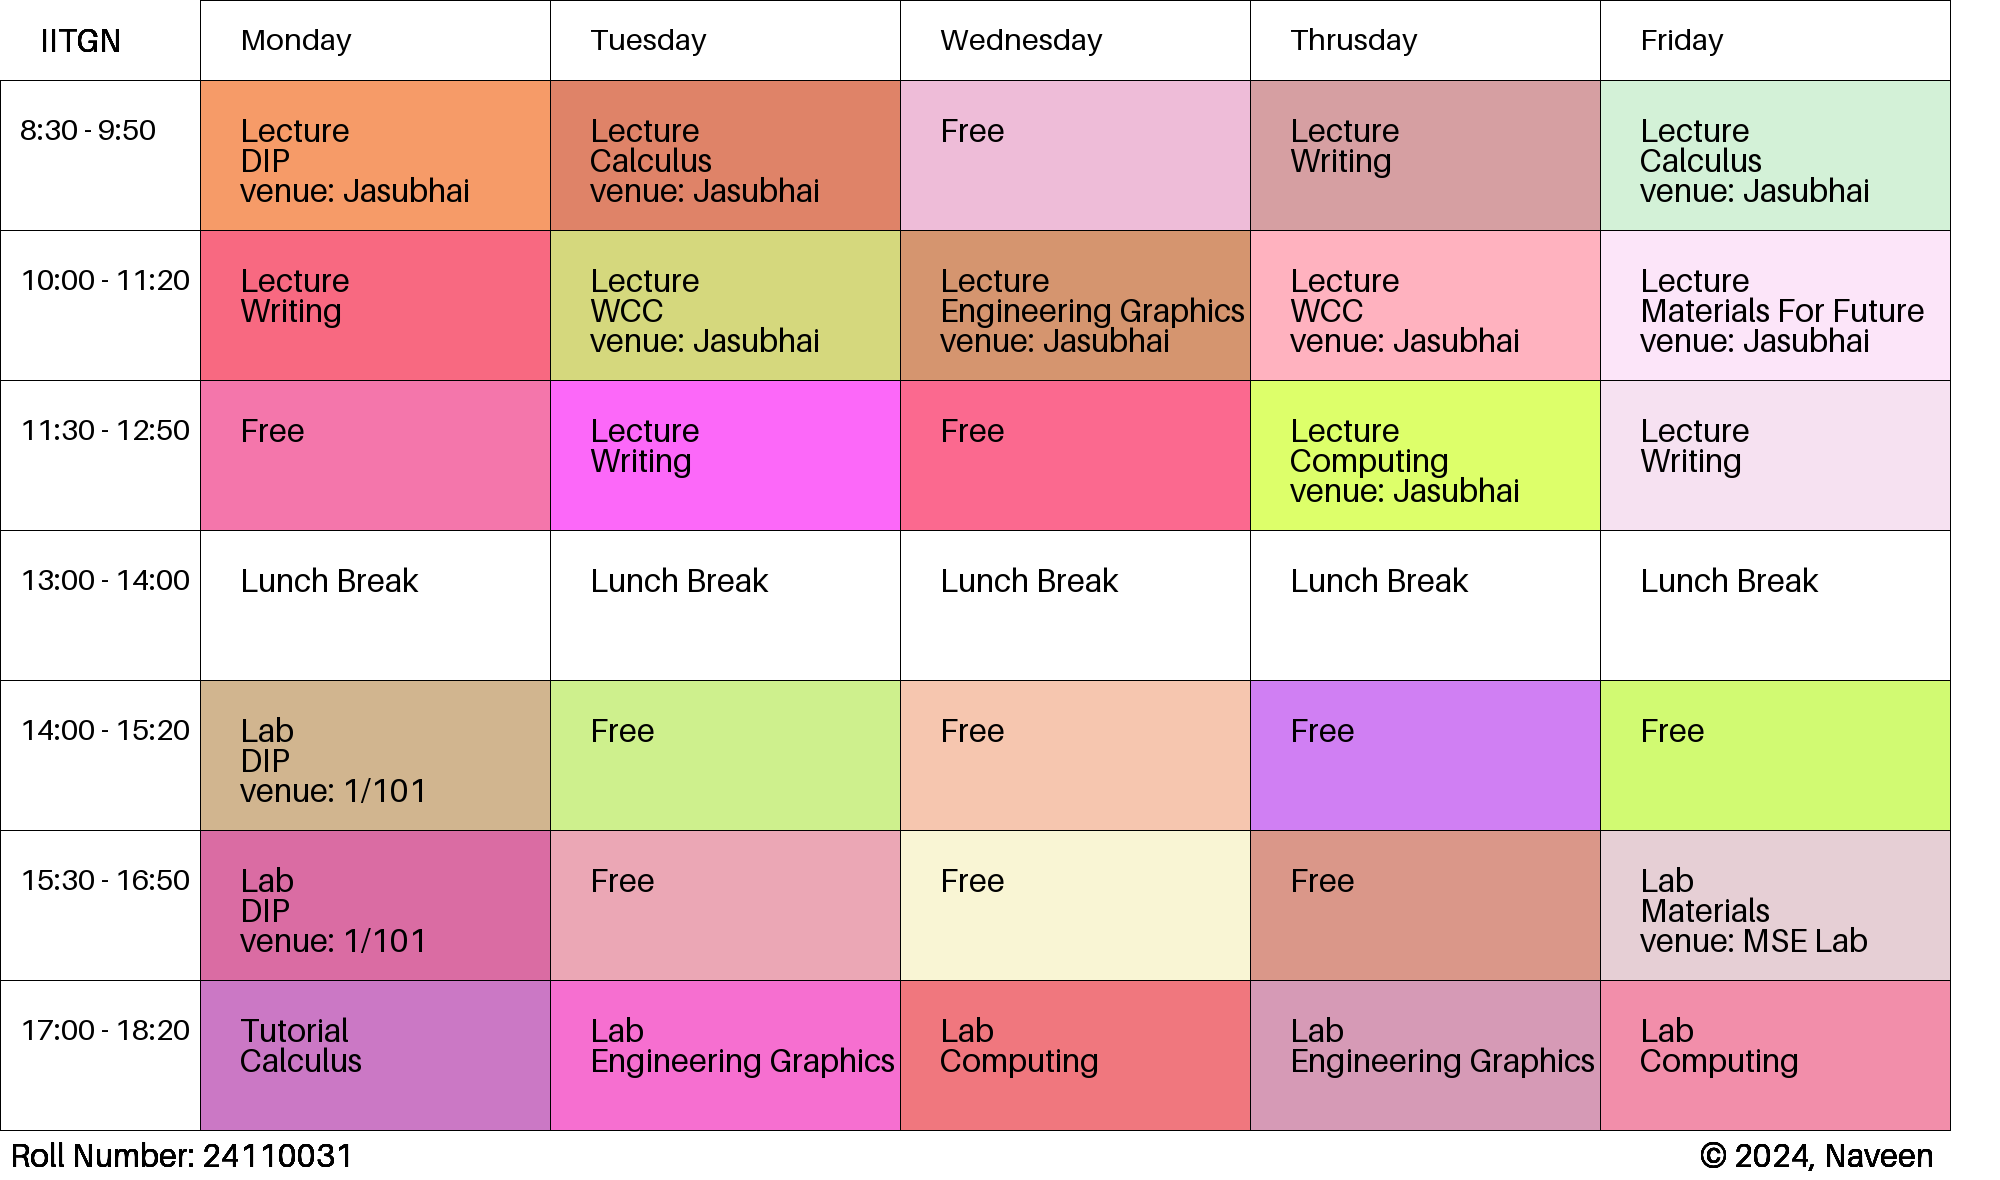 IITGN
Monday
Tuesday
Wednesday
Thrusday
Friday
8:30 - 9:50
Lecture
DIP
venue: Jasubhai
Lecture
Calculus
venue: Jasubhai
Free
Lecture
Writing
Lecture
Calculus
venue: Jasubhai
10:00 - 11:20
Lecture
Writing
Lecture
WCC
venue: Jasubhai
Lecture
Engineering Graphics
venue: Jasubhai
Lecture
WCC
venue: Jasubhai
Lecture
Materials For Future
venue: Jasubhai
11:30 - 12:50
Free
Lecture
Writing
Free
Lecture
Computing
venue: Jasubhai
Lecture
Writing
13:00 - 14:00
Lunch Break
Lunch Break
Lunch Break
Lunch Break
Lunch Break
14:00 - 15:20
Lab
DIP
venue: 1/101
Free
Free
Free
Free
15:30 - 16:50
Lab
DIP
venue: 1/101
Free
Free
Free
Lab
Materials
venue: MSE Lab
17:00 - 18:20
Tutorial
Calculus
Lab
Engineering Graphics
Lab
Computing
Lab
Engineering Graphics
Lab
Computing
Roll Number: 24110031
© 2024, Naveen